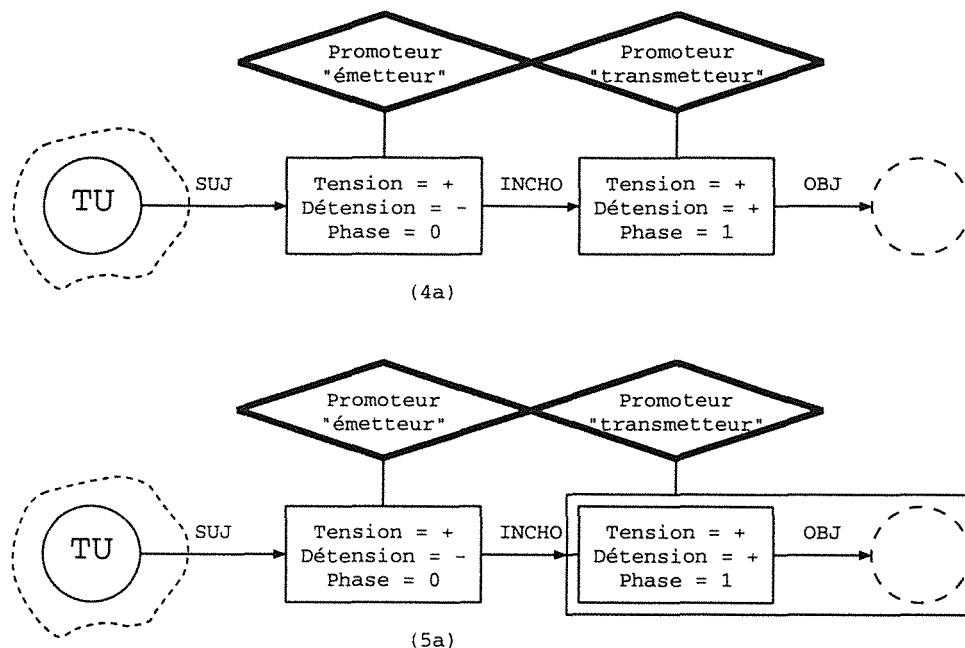 Promoteur
"émetteur"
Promoteur
"transmetteur"
TU
SUJ
Tension = +
Détension = -
Phase = 0
INCHO
Tension = +
Détension = +
Phase = 1
OBJ
(4a)
Promoteur
"émetteur"
Promoteur
"transmetteur"
TU
SUJ
Tension = +
Détension = -
Phase = 0
INCHO
Tension = +
Détension = +
Phase = 1
OBJ
(5a)